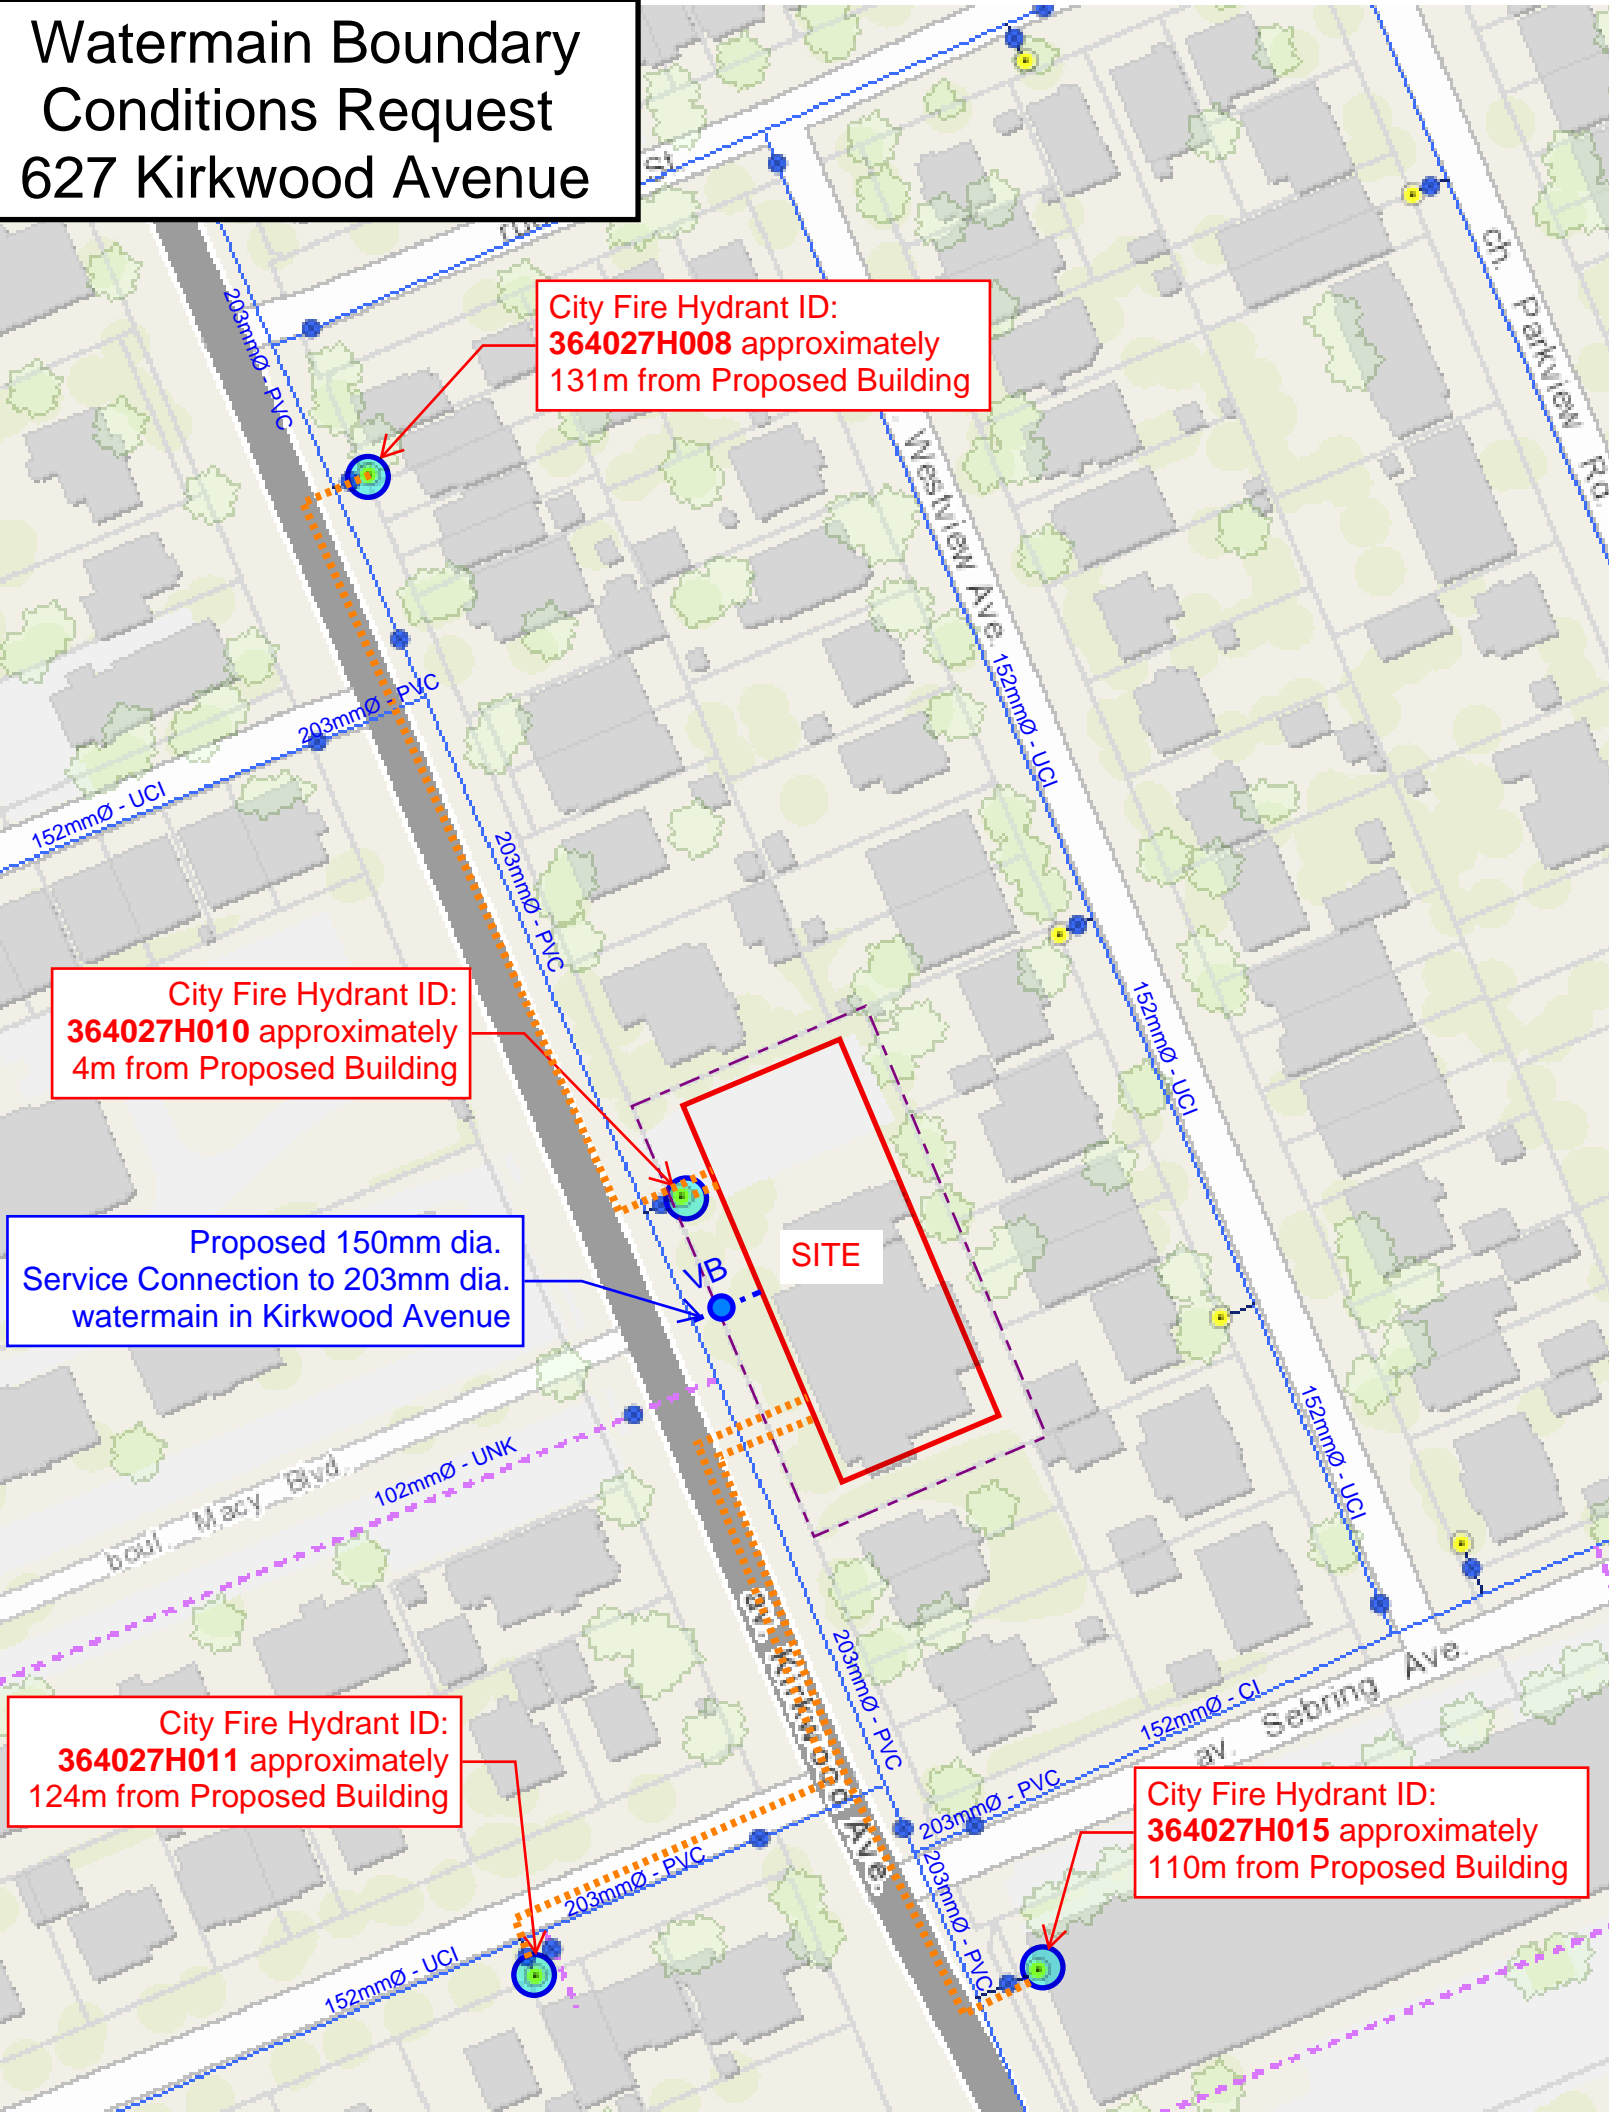 Watermain Boundary
Conditions Request
627 Kirkwood Avenue
St
203mmØ - PVC
City Fire Hydrant ID:
364027H008 approximately
131m from Proposed Building
ch. Parkview Rd
Westview Ave.
152mmØ - UCI
203mmØ - PVC
152mmØ - UCI
203mmØ - PVC
City Fire Hydrant ID:
364027H010 approximately
4m from Proposed Building
152mmØ - UCI
SITE
VB
Proposed 150mm dia.
Service Connection to 203mm dia.
watermain in Kirkwood Avenue
152mmØ - UCI
boul. Macy Blvd.
102mmØ - UNK
av. Kirkwood Ave.
203mmØ - PVC
152mmØ - CI
av. Sebring Ave.
City Fire Hydrant ID:
364027H011 approximately
124m from Proposed Building
203mmØ - PVC
City Fire Hydrant ID:
364027H015 approximately
110m from Proposed Building
203mmØ - PVC
203mmØ - PVC
152mmØ - UCI